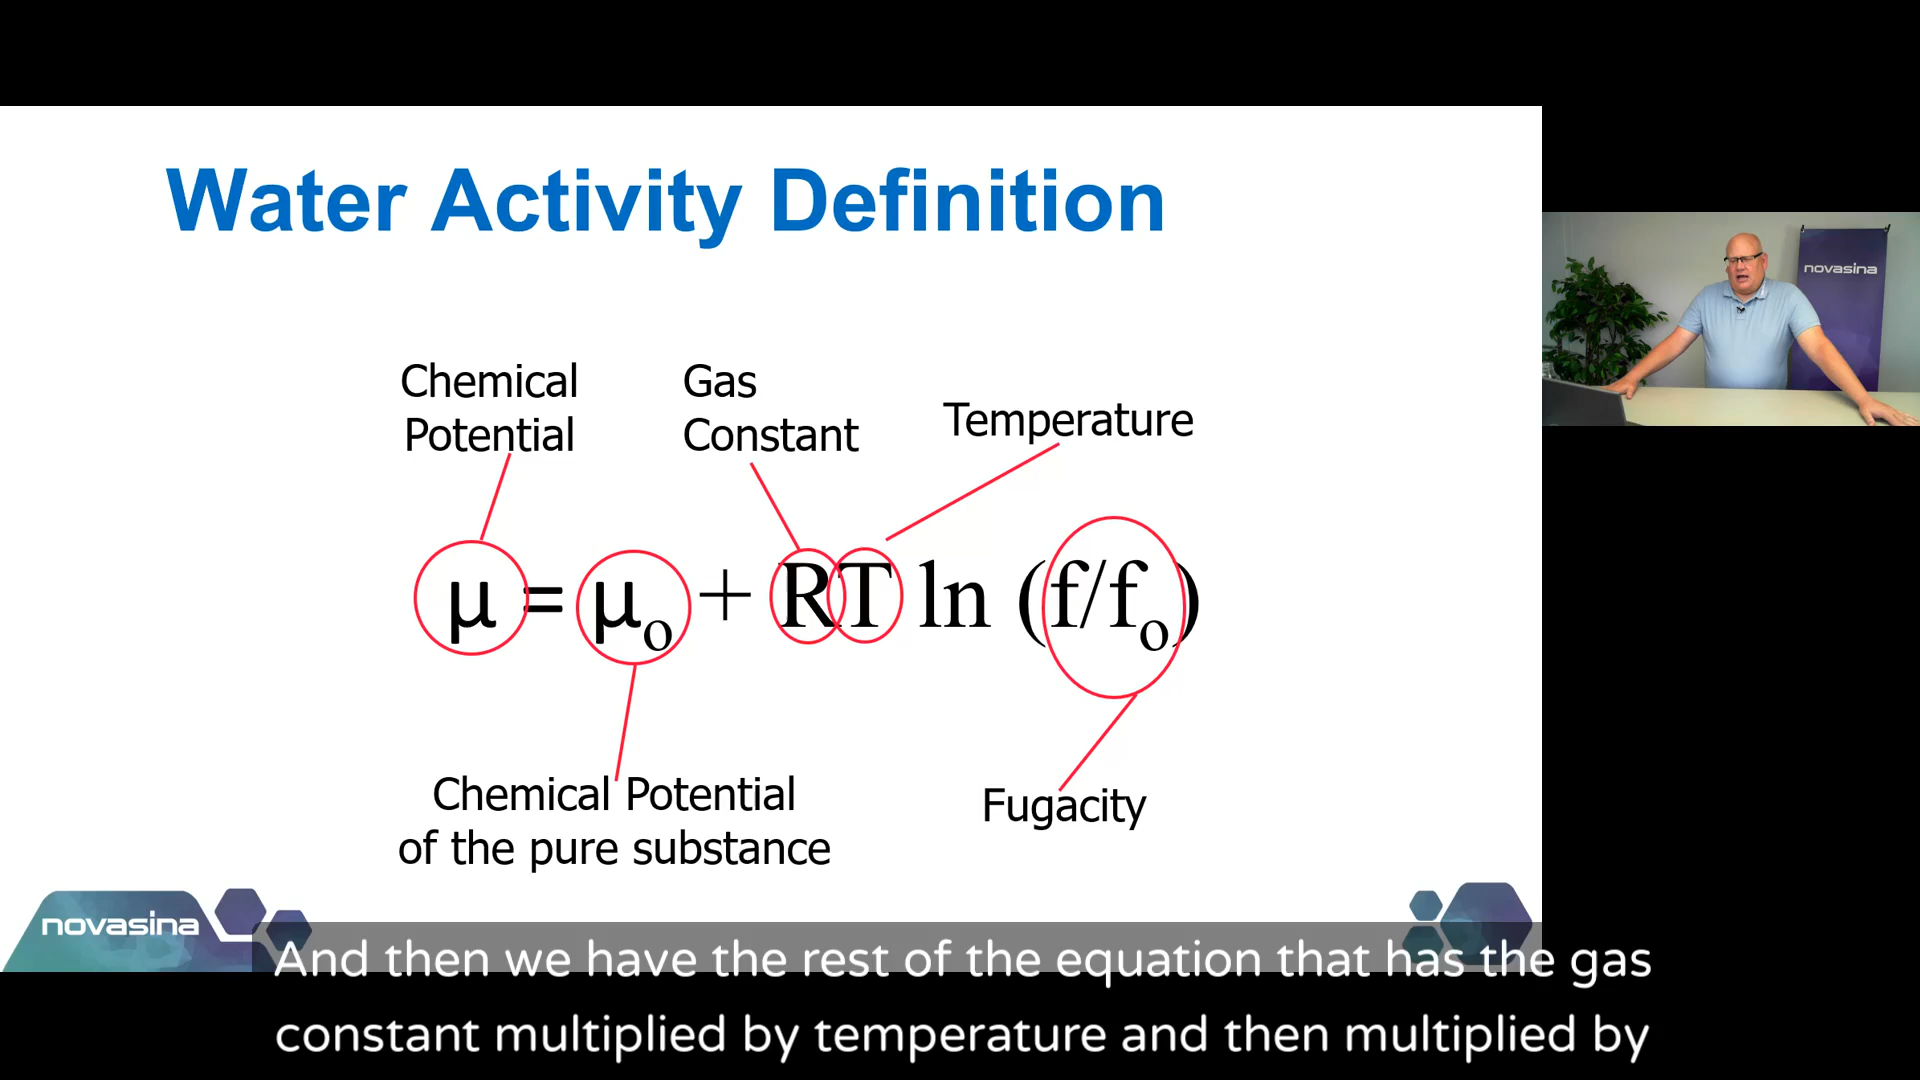 Water Activity Definition
Chemical
Potential
Gas
Constant
Temperature
μ = μo + RT ln (f/fo)
Chemical Potential
of the pure substance
Fugacity
novasina
novasina
And then we have the rest of the equation that has the gas
constant multiplied by temperature and then multiplied by